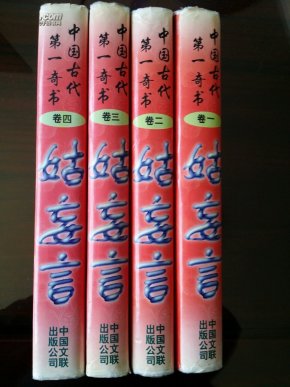 中国古代
第一奇书
卷四
姑妄言
中国文联
出版公司
中国古代
第一奇书
卷三
姑妄言
中国文联
出版公司
中国古代
第一奇书
卷二
姑妄言
中国文联
出版公司
中国古代
第一奇书
卷一
姑妄言
中国文联
出版公司